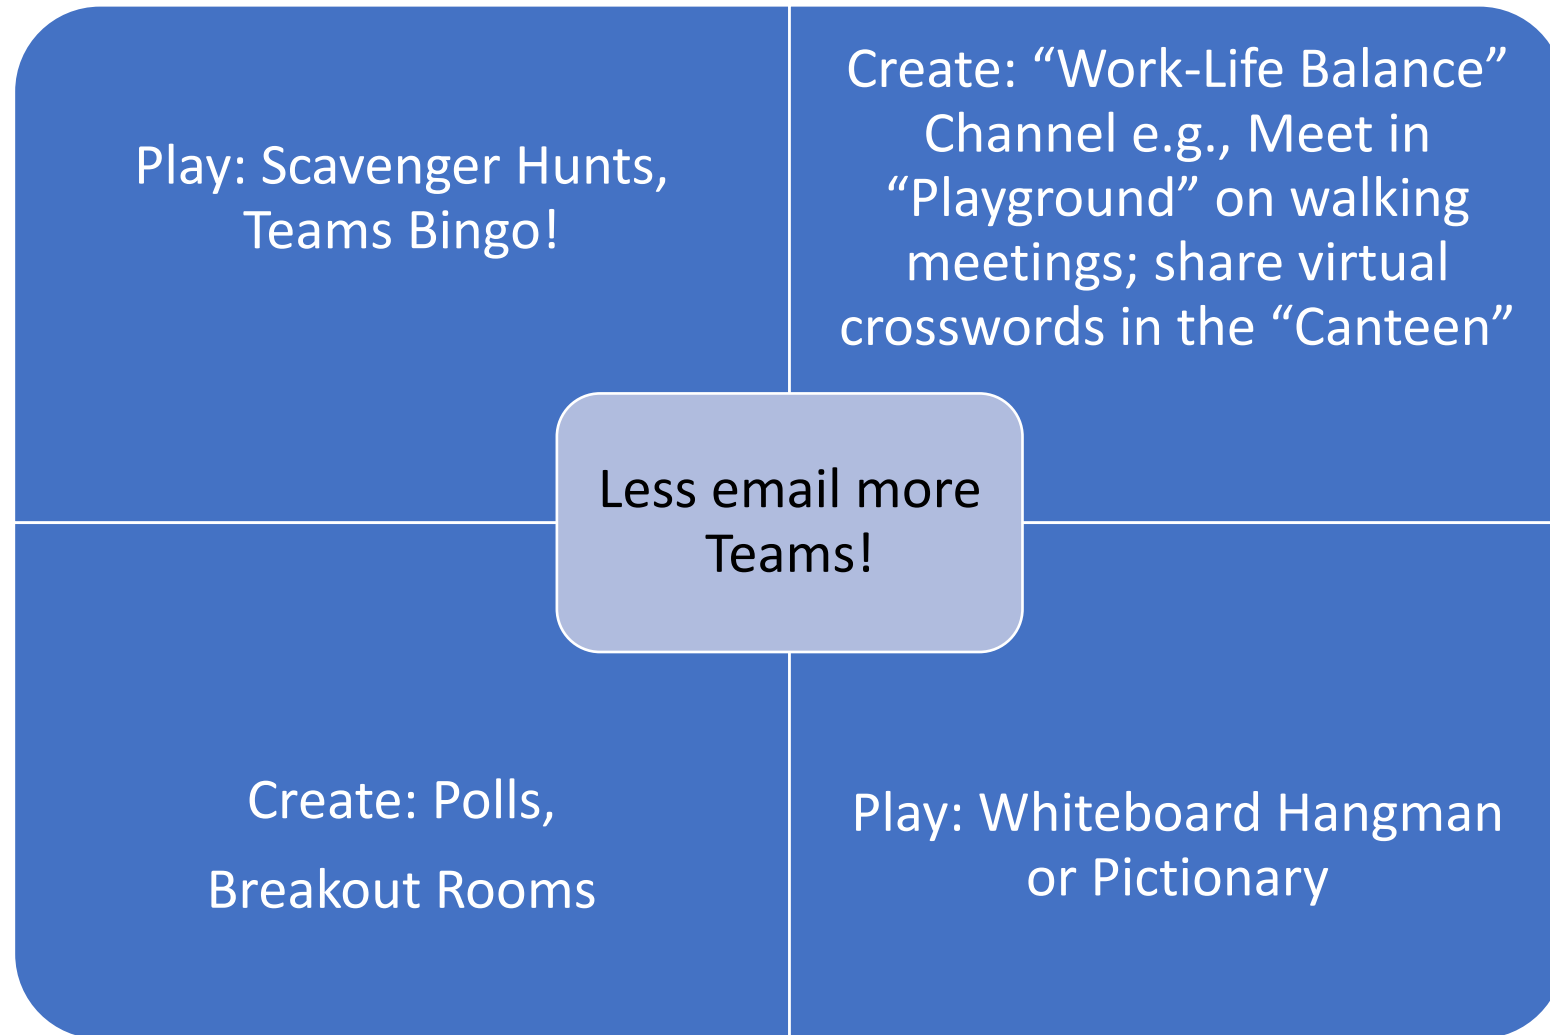 Play: Scavenger Hunts,
Teams Bingo!
Create: “Work-Life Balance”
Channel e.g., Meet in
“Playground” on walking
meetings; share virtual
crosswords in the “Canteen”
Less email more
Teams!
Create: Polls,
Breakout Rooms
Play: Whiteboard Hangman
or Pictionary